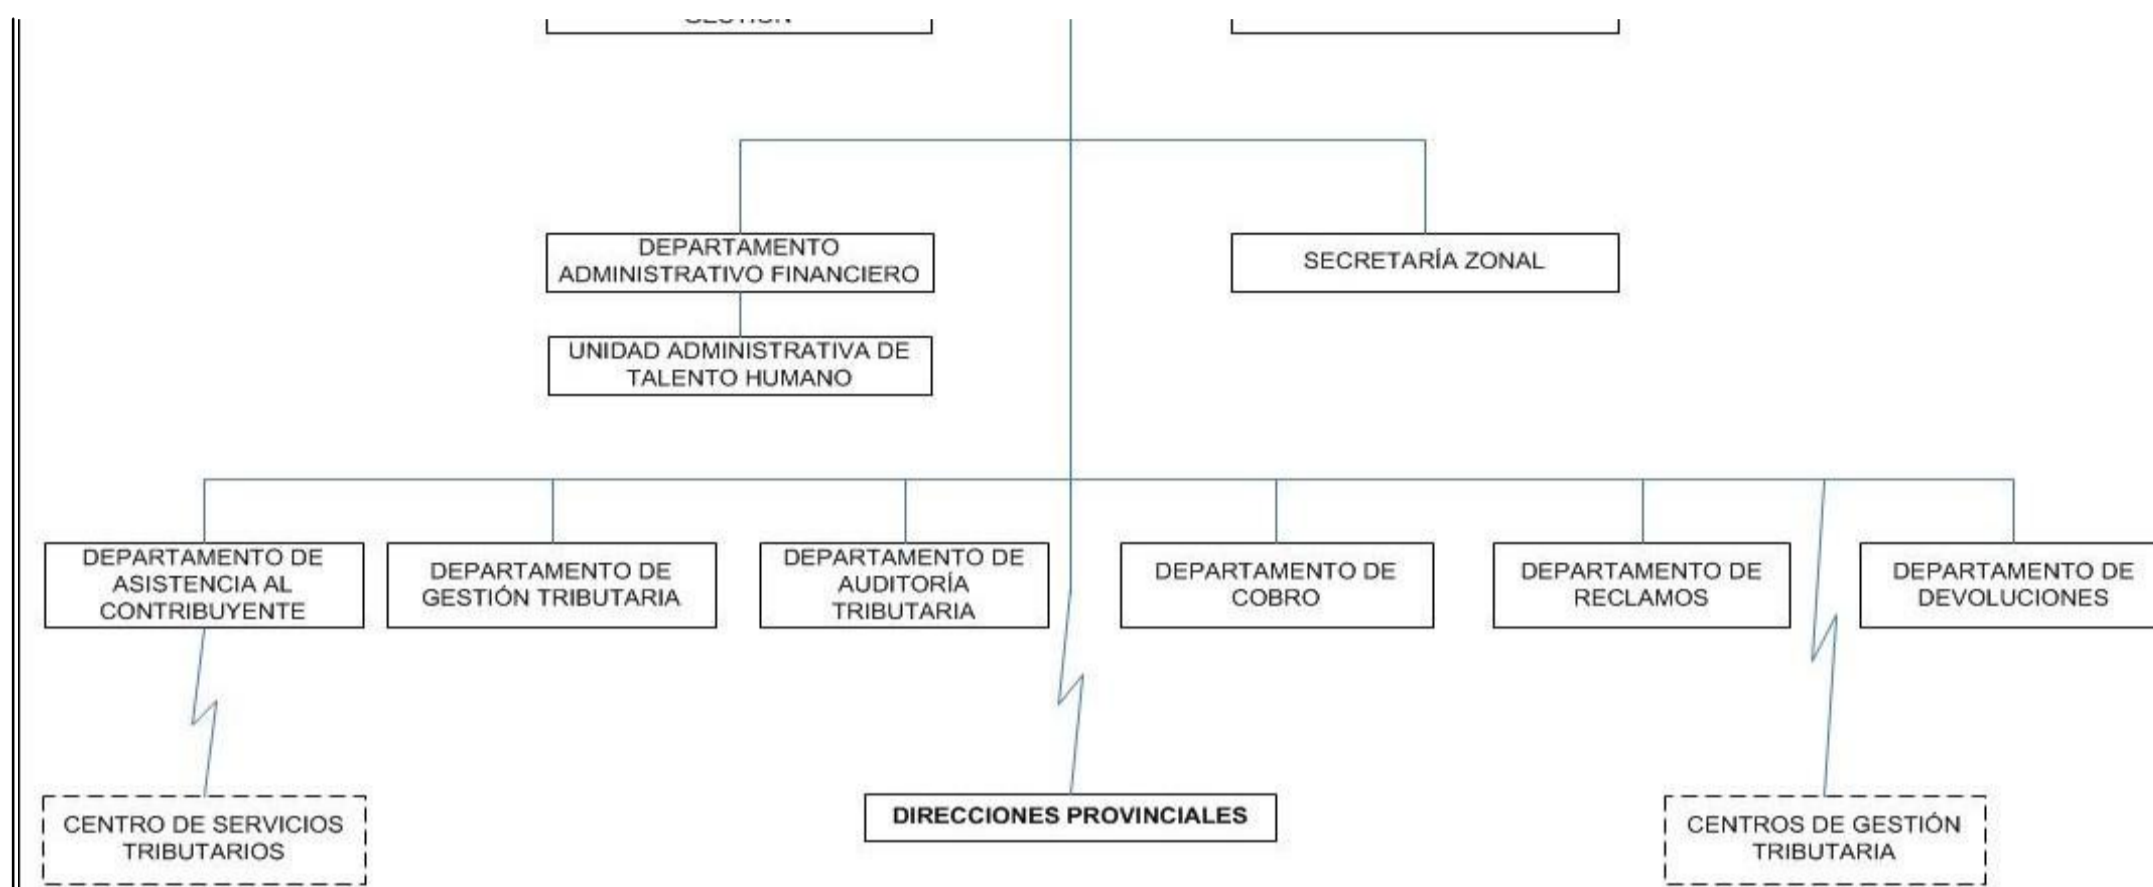 DEPARTAMENTO
ADMINISTRATIVO FINANCIERO
SECRETARÍA ZONAL
UNIDAD ADMINISTRATIVA DE
TALENTO HUMANO
DEPARTAMENTO DE
ASISTENCIA AL
CONTRIBUYENTE
DEPARTAMENTO DE
GESTIÓN TRIBUTARIA
DEPARTAMENTO DE
AUDITORÍA
TRIBUTARIA
DEPARTAMENTO DE
COBRO
DEPARTAMENTO DE
RECLAMOS
DEPARTAMENTO DE
DEVOLUCIONES
CENTRO DE SERVICIOS
TRIBUTARIOS
DIRECCIONES PROVINCIALES
CENTROS DE GESTIÓN
TRIBUTARIA